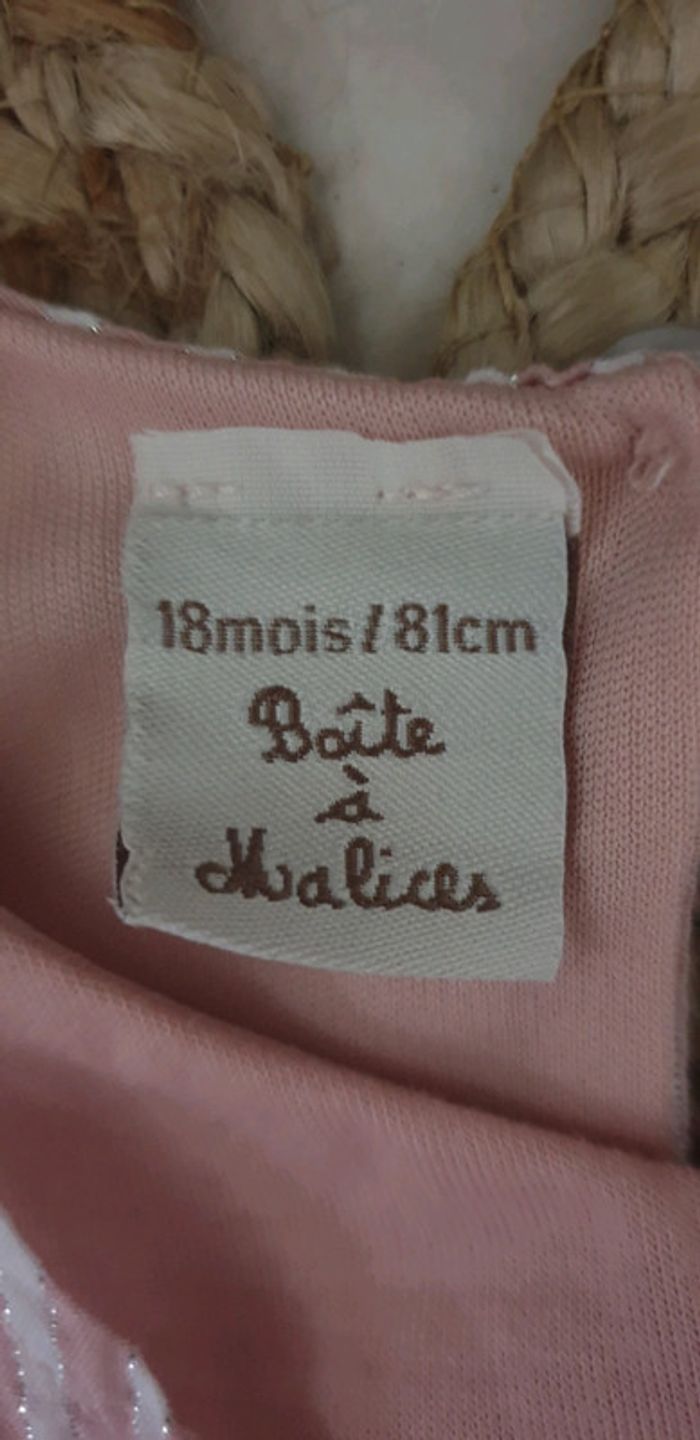 18mois/81cm
Boîte
à
Malices